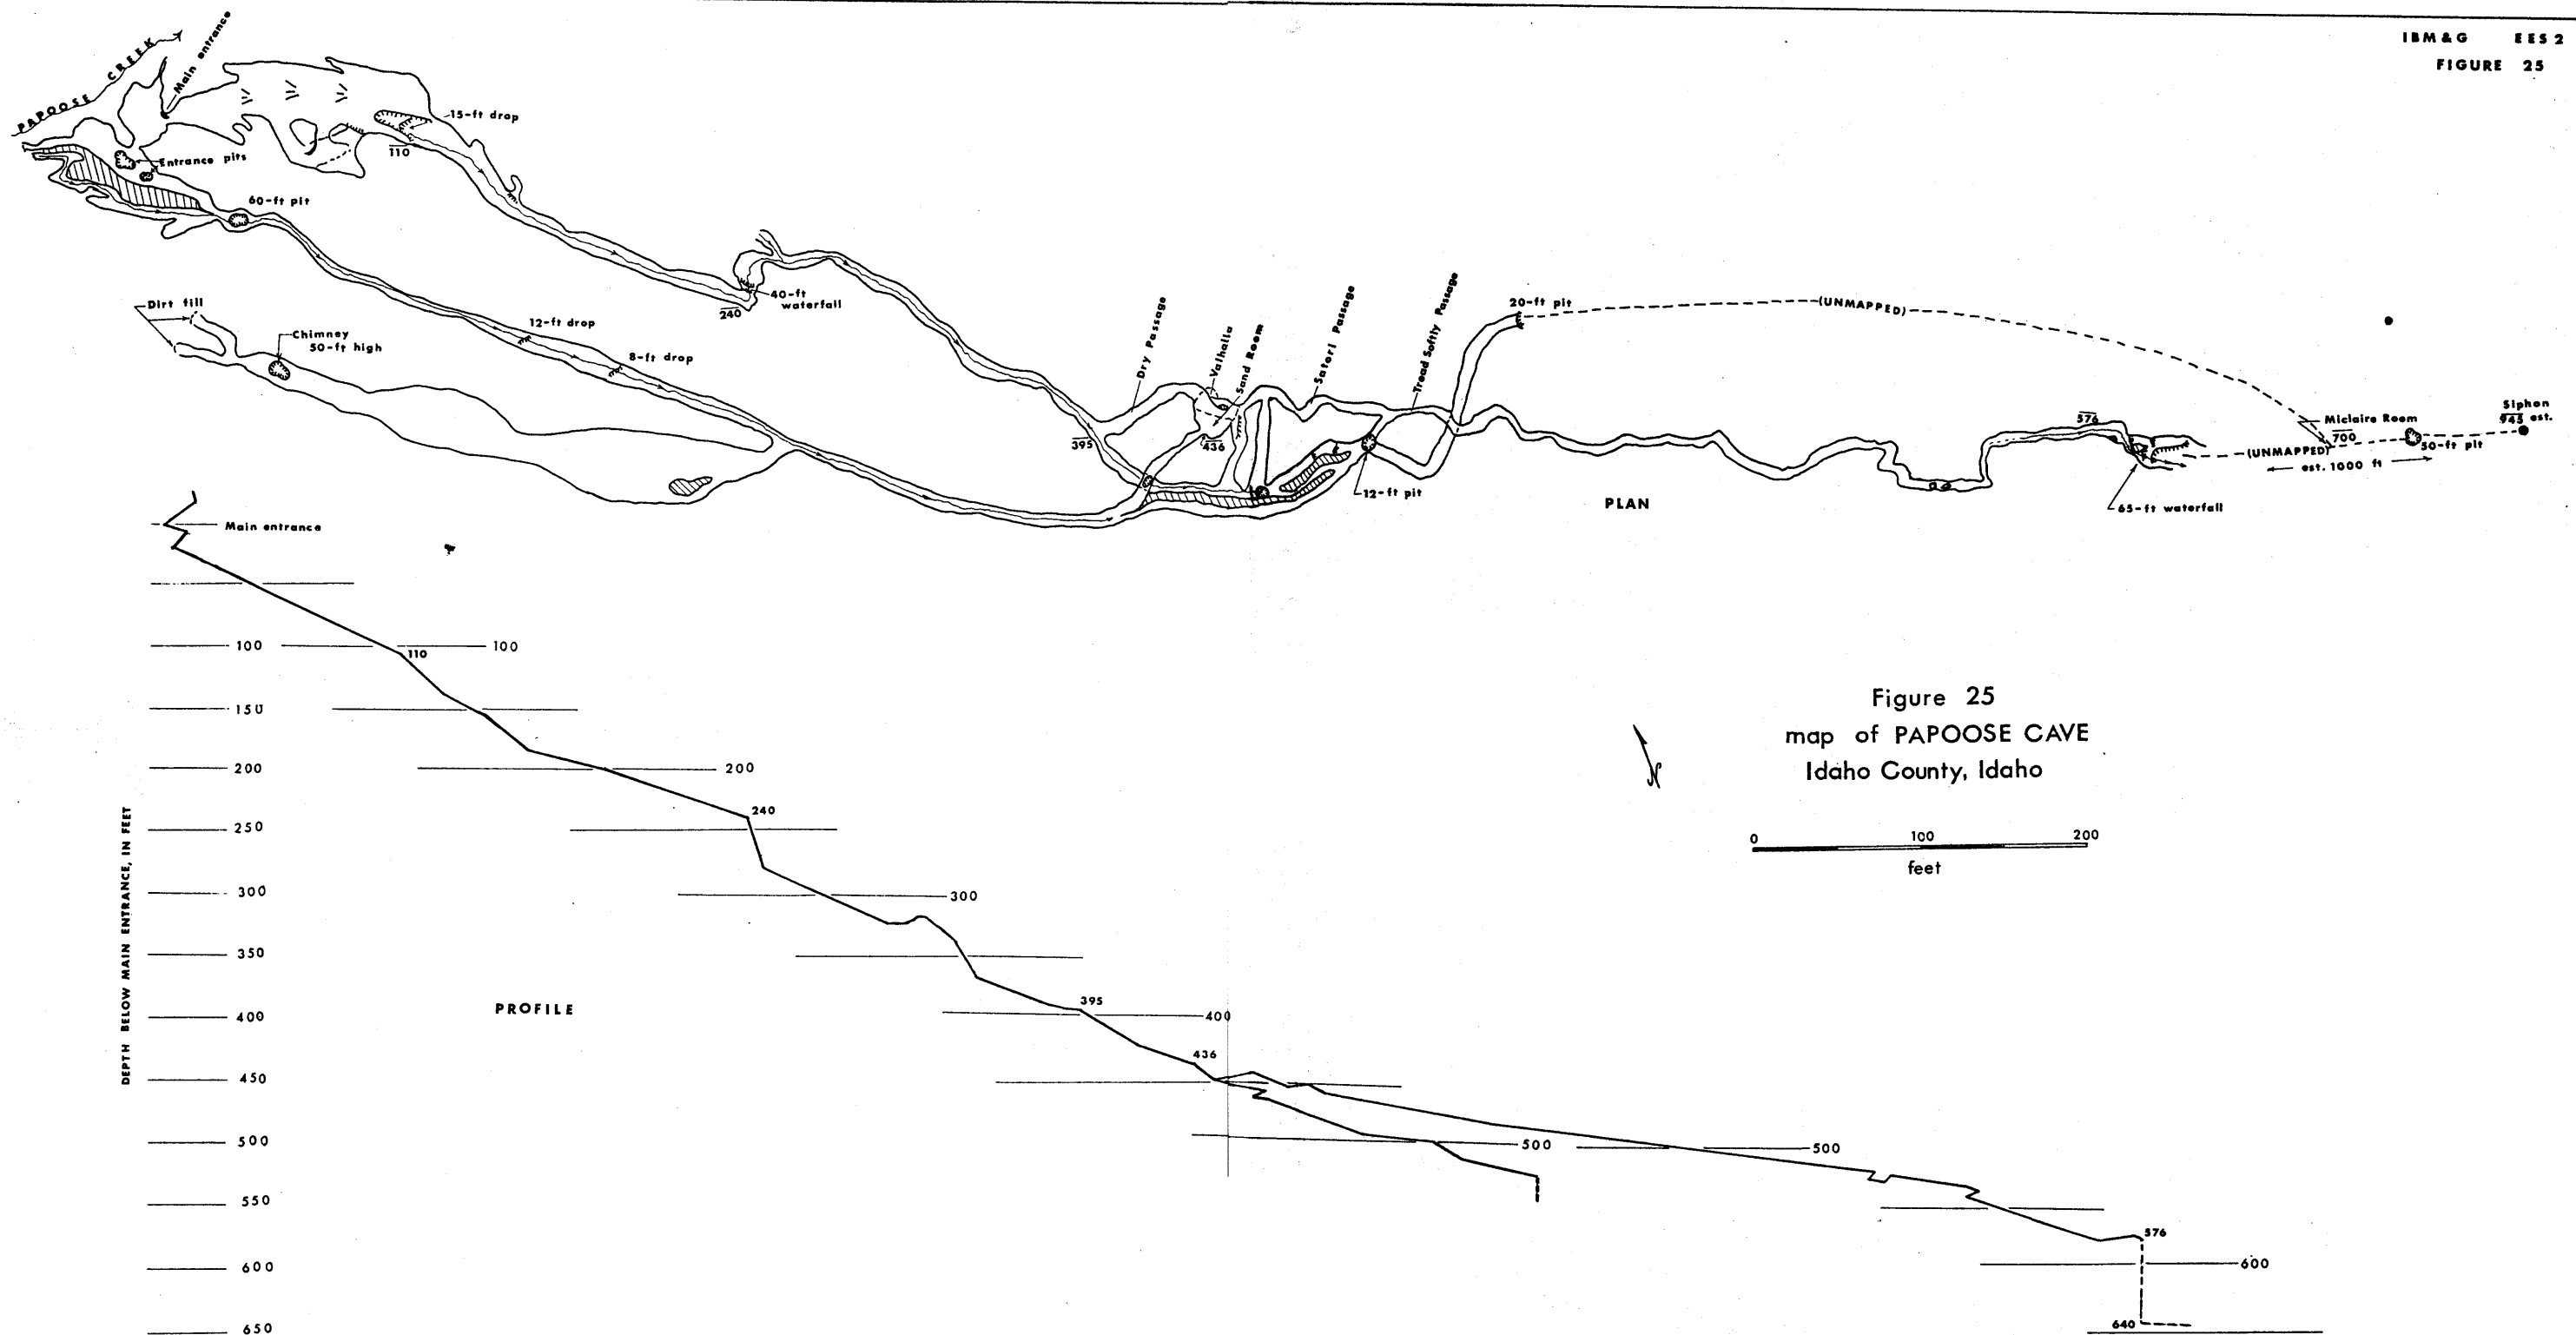 IBM&G EES 2
FIGURE 25
PAPOOSE CREEK
Main entrance
15-ft drop
110
Entrance pits
60-ft pit
40-ft
waterfall
240
Dirt fill
Chimney
50-ft high
12-ft drop
8-ft drop
Dry Passage
Valhalla
Sand Room
Satori Passage
Tread Softly Passage
20-ft pit
(UNMAPPED)
395
436
12-ft pit
PLAN
576
65-ft waterfall
(UNMAPPED)
est. 1000 ft
Miclaire Room
700
50-ft pit
Siphon
945 est.
Main entrance
100 100
110
150
200 200
240
250
300 300
350
395
400 400
436
450
500 500 500
550
576
600 600
640
650
DEPTH BELOW MAIN ENTRANCE, IN FEET
PROFILE
Figure 25
map of PAPOOSE CAVE
Idaho County, Idaho
N
0 100 200
feet